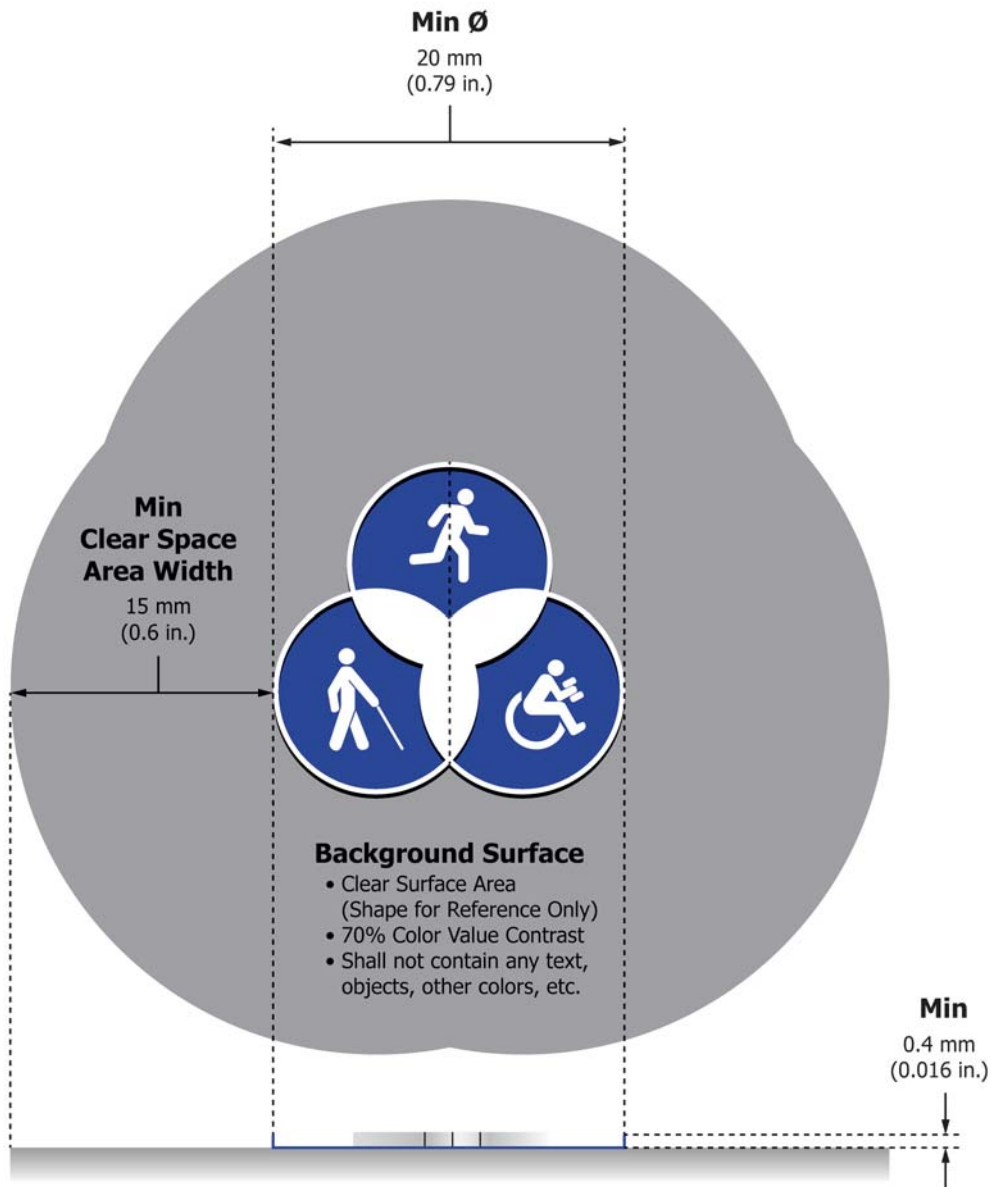 Min Ø
20 mm
(0.79 in.)
Min
Clear Space
Area Width
15 mm
(0.6 in.)
Background Surface
• Clear Surface Area
(Shape for Reference Only)
• 70% Color Value Contrast
• Shall not contain any text,
objects, other colors, etc.
Min
0.4 mm
(0.016 in.)